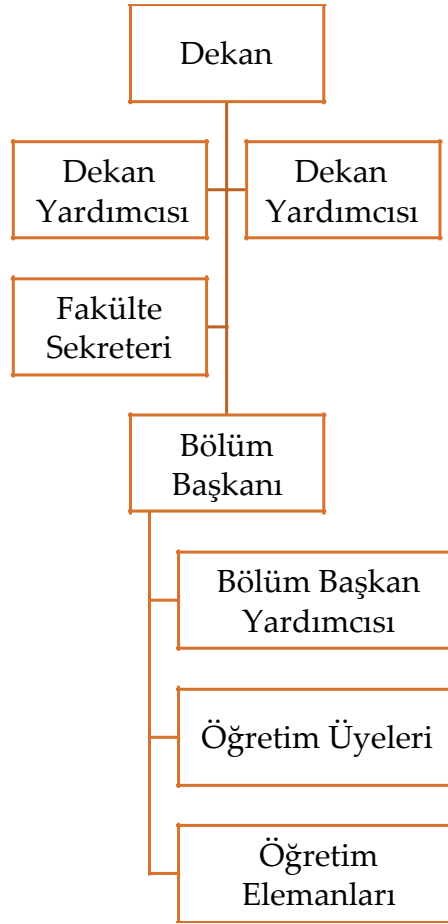 Dekan
Dekan
Yardımcısı
Dekan
Yardımcısı
Fakülte
Sekreteri
Bölüm
Başkanı
Bölüm Başkan
Yardımcısı
Öğretim Üyeleri
Öğretim
Elemanları